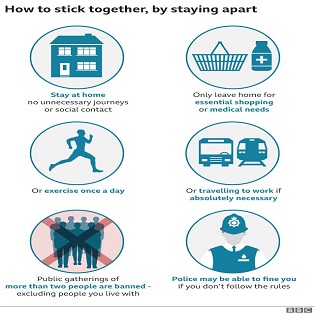 How to stick together, by staying apart
Stay at home
no unnecessary journeys
or social contact
Only leave home for
essential shopping
or medical needs
Or exercise once a day
Or travelling to work if
absolutely necessary
Public gatherings of
more than two people are banned -
excluding people you live with
Police may be able to fine you
if you don't follow the rules
BBC